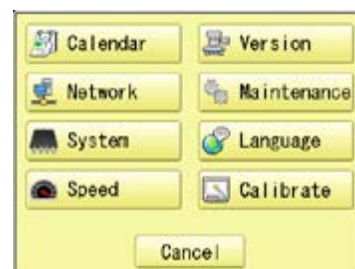 Calendar
Version
Network
Maintenance
System
Language
Speed
Calibrate
Cancel